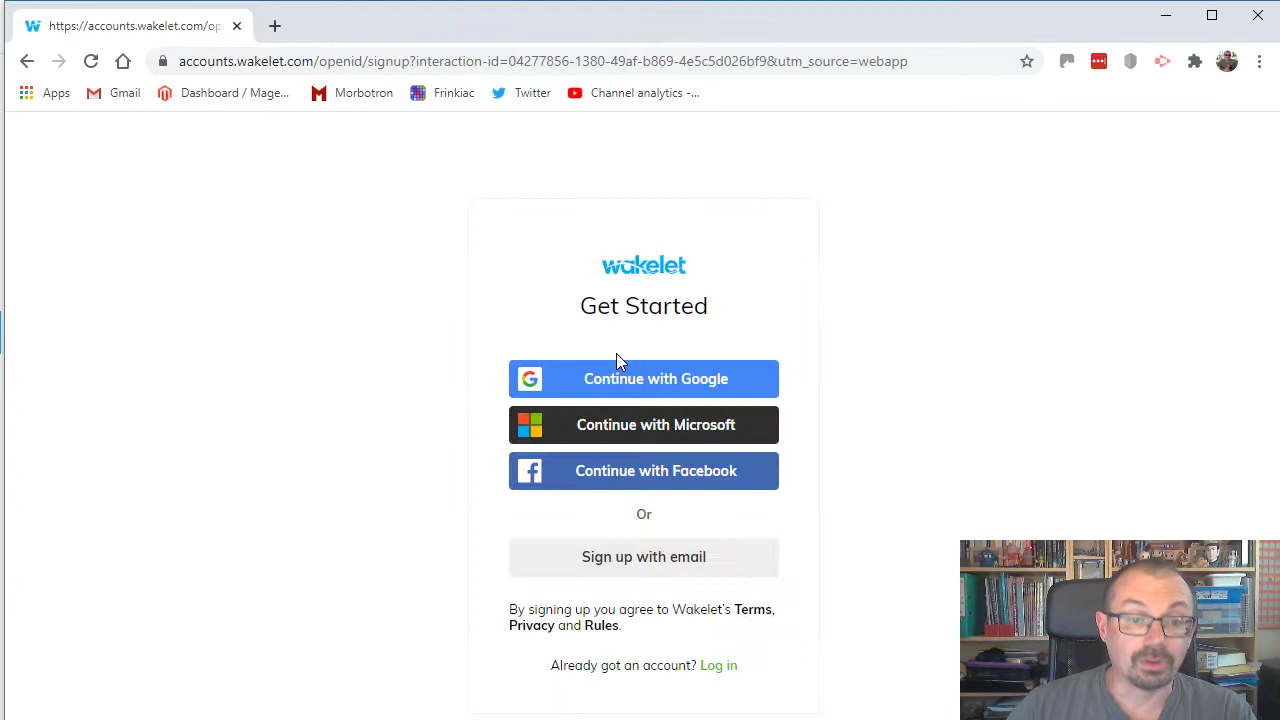 https://accounts.wakelet.com/op
accounts.wakelet.com/openid/signup?interaction-id=04277856-1380-49af-b869-4e5c5d026bf9&utm_source=webapp
Apps
Gmail
Dashboard / Mage...
Morbotron
Frinkiac
Twitter
Channel analytics -...
wakelet
Get Started
Continue with Google
Continue with Microsoft
Continue with Facebook
Or
Sign up with email
By signing up you agree to Wakelet's Terms,
Privacy and Rules.
Already got an account? Log in